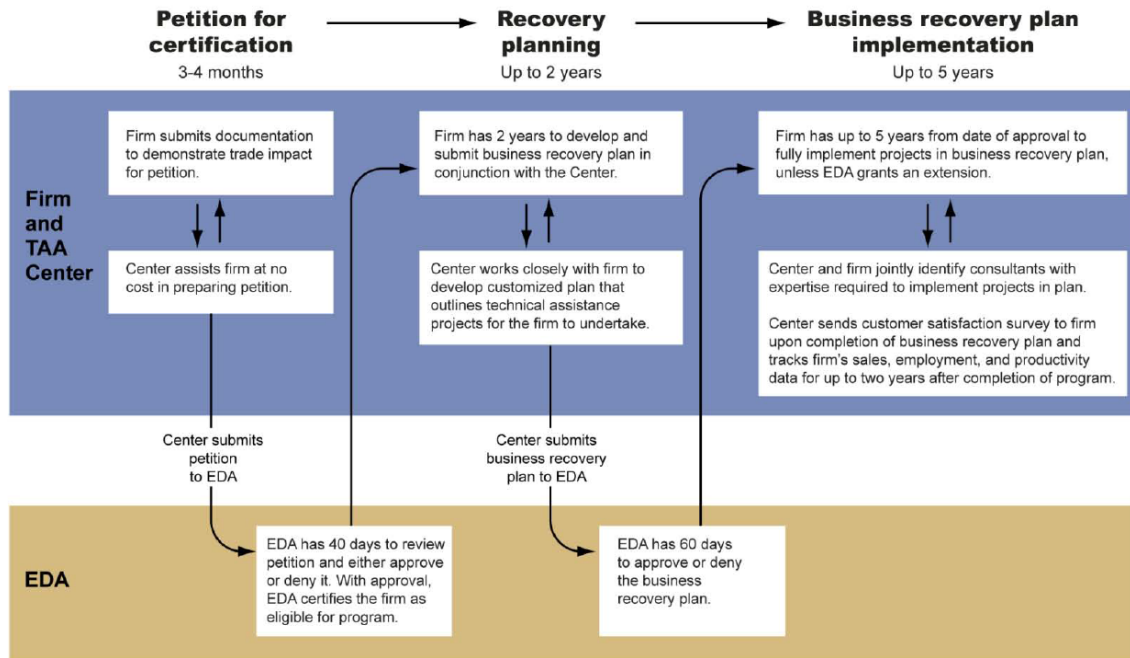 Petition for
certification
3-4 months
Recovery
planning
Up to 2 years
Business recovery plan
implementation
Up to 5 years
Firm
and
TAA
Center
Firm submits documentation
to demonstrate trade impact
for petition.
Center assists firm at no
cost in preparing petition.
Firm has 2 years to develop and
submit business recovery plan in
conjunction with the Center.
Center works closely with firm to
develop customized plan that
outlines technical assistance
projects for the firm to undertake.
Firm has up to 5 years from date of approval to
fully implement projects in business recovery plan,
unless EDA grants an extension.
Center and firm jointly identify consultants with
expertise required to implement projects in plan.
Center sends customer satisfaction survey to firm
upon completion of business recovery plan and
tracks firm's sales, employment, and productivity
data for up to two years after completion of program.
Center submits
petition
to EDA
Center submits
business recovery
plan to EDA
EDA
EDA has 40 days to review
petition and either approve
or deny it. With approval,
EDA certifies the firm as
eligible for program.
EDA has 60 days
to approve or deny
the business
recovery plan.